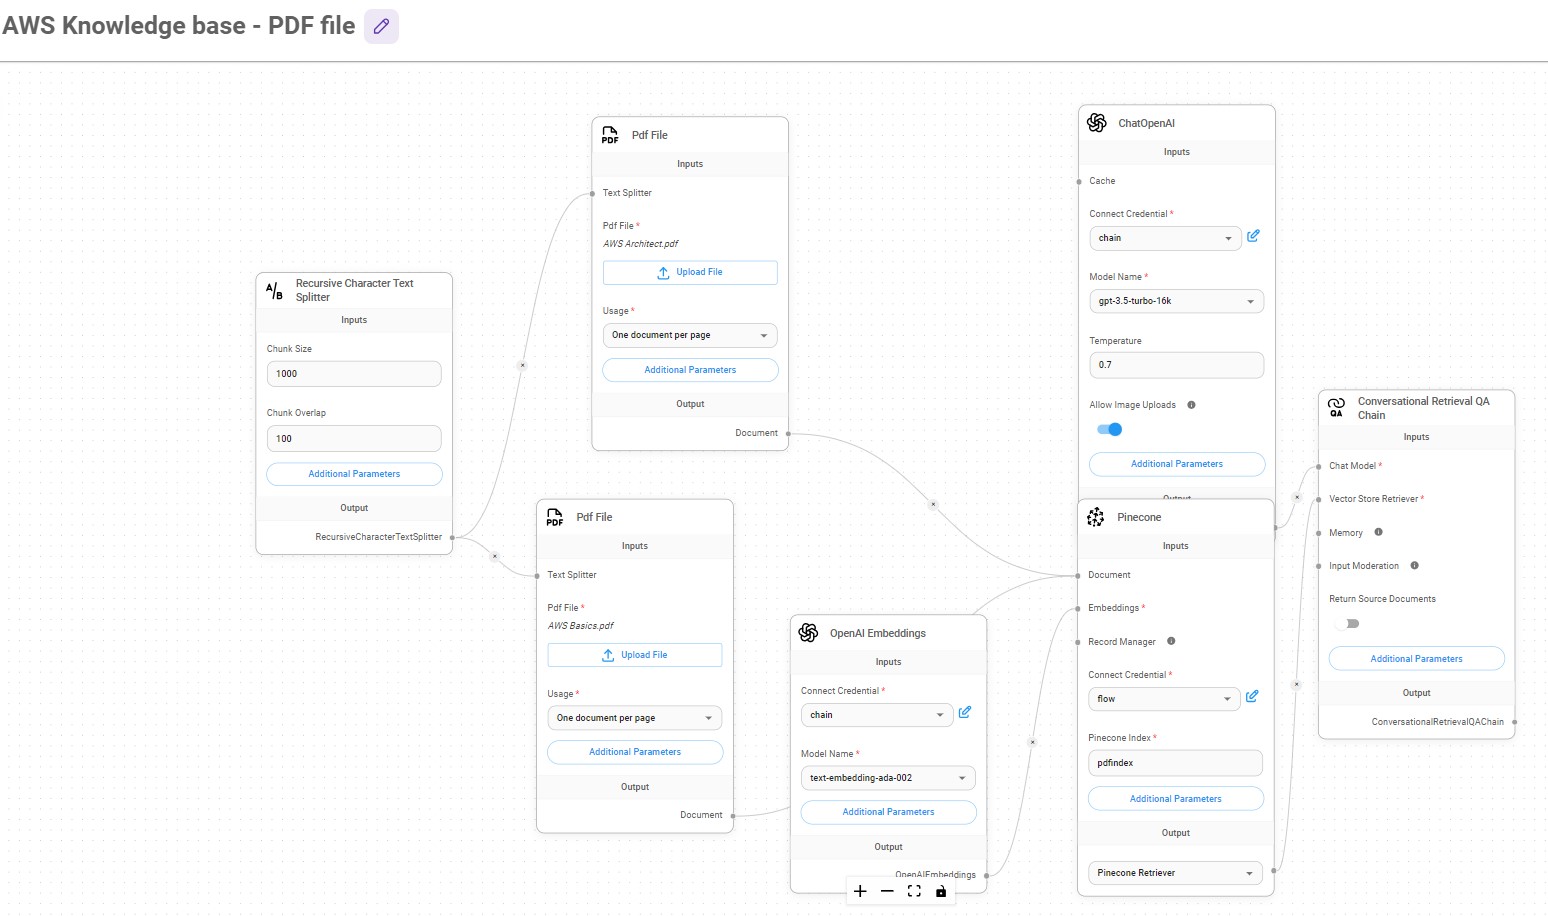 AWS Knowledge base - PDF file
A/B
Recursive Character Text
Splitter
Inputs
Chunk Size
1000
Chunk Overlap
100
Additional Parameters
Output
RecursiveCharacterTextSplitter
PDF
Pdf File
Inputs
Text Splitter
Pdf File *
AWS Architect.pdf
Upload File
Usage *
One document per page
Additional Parameters
Output
Document
PDF
Pdf File
Inputs
Text Splitter
Pdf File *
AWS Basics.pdf
Upload File
Usage *
One document per page
Additional Parameters
Output
Document
OpenAI Embeddings
Inputs
Connect Credential *
chain
Model Name *
text-embedding-ada-002
Additional Parameters
Output
OpenAIEmbeddings
ChatOpenAI
Inputs
Cache
Connect Credential *
chain
Model Name *
gpt-3.5-turbo-16k
Temperature
0.7
Allow Image Uploads
Additional Parameters
Output
Pinecone
Inputs
Document
Embeddings *
Record Manager
Connect Credential *
flow
Pinecone Index *
pdfindex
Additional Parameters
Output
Pinecone Retriever
QA
Conversational Retrieval QA
Chain
Inputs
Chat Model *
Vector Store Retriever *
Memory
Input Moderation
Return Source Documents
Additional Parameters
Output
ConversationalRetrievalQAChain